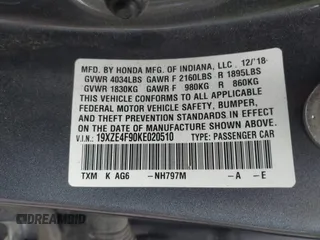 MFD. BY HONDA MFG. OF INDIANA, LLC. 12/'18
GVWR 4034LBS GAWR F 2160LBS R 1895LBS
GVWR 1830KG GAWR F 980KG R 860KG
THIS VEHICLE CONFORMS TO ALL APPLICABLE
FEDERAL MOTOR VEHICLE SAFETY, BUMPER,
AND THEFT PREVENTION STANDARDS IN EFFECT
ON THE DATE OF MANUFACTURE SHOWN ABOVE.
V.I.N.: 19XZE4F90KE020510 TYPE: PASSENGER CAR
TXM K AG6 -NH797M -A -E
DREAMBID